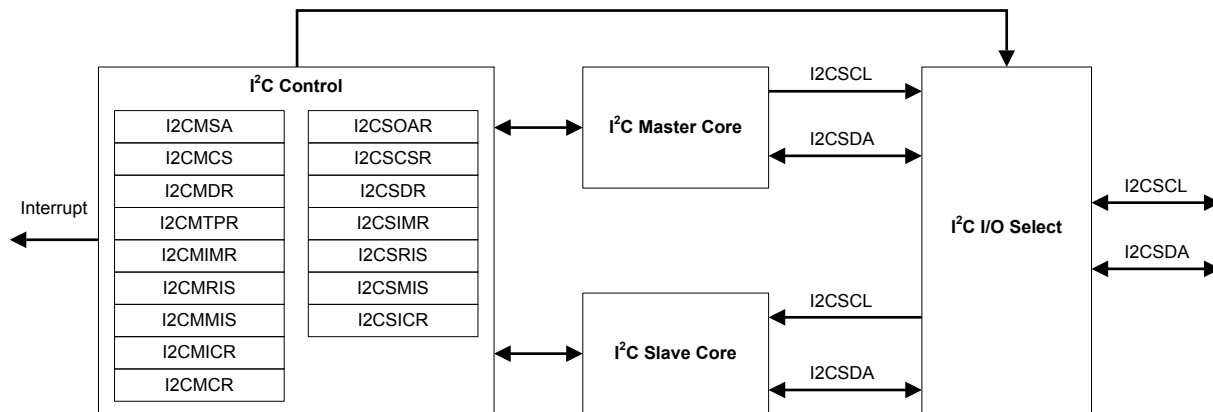 I²C Control
I2CMSA
I2CMCS
I2CMDR
I2CMTPR
I2CMIMR
I2CMRIS
I2CMMIS
I2CMICR
I2CMCR
I2CSOAR
I2CSCSR
I2CSDR
I2CSIMR
I2CSRIS
I2CSMIS
I2CSICR
Interrupt
I²C Master Core
I2CSCL
I2CSDA
I²C Slave Core
I2CSCL
I2CSDA
I²C I/O Select
I2CSCL
I2CSDA